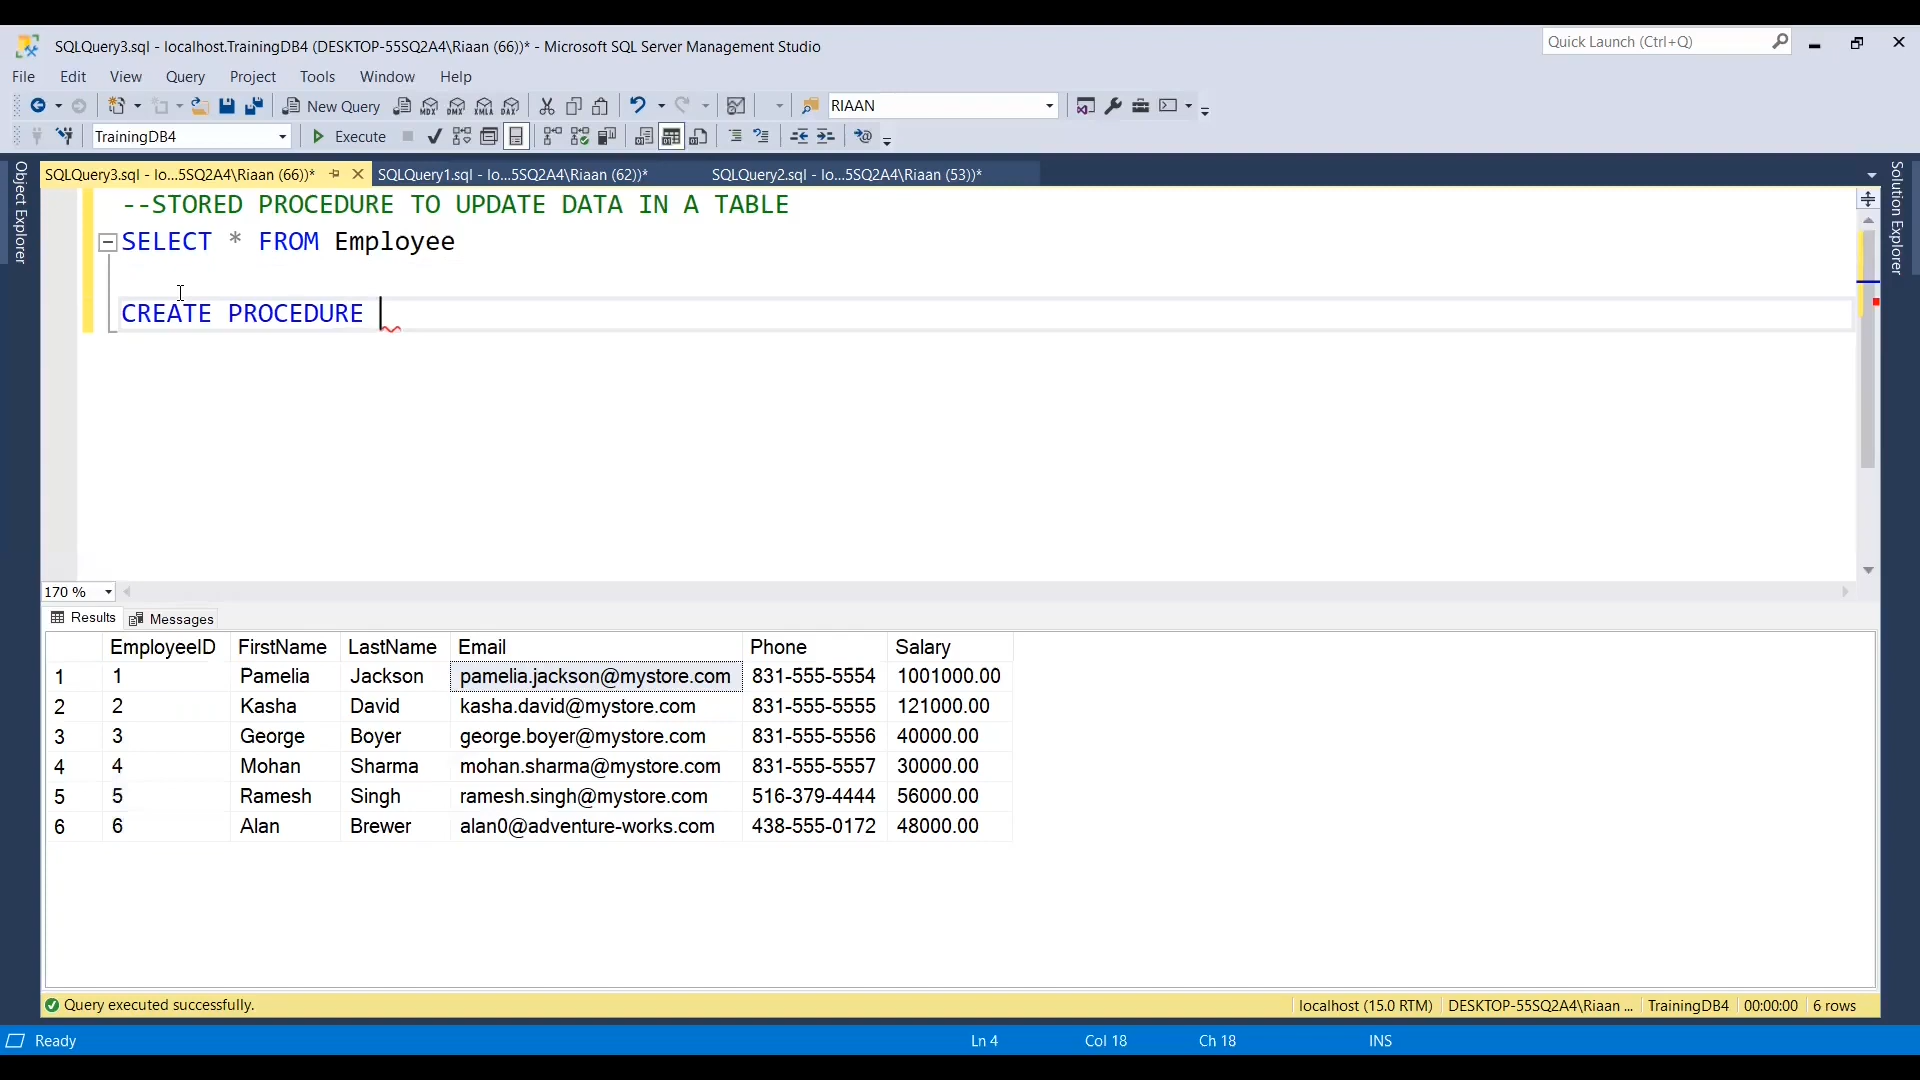 SQLQuery3.sql - localhost.TrainingDB4 (DESKTOP-55SQ2A4\Riaan (66))* - Microsoft SQL Server Management Studio
Quick Launch (Ctrl+Q)
File Edit View Query Project Tools Window Help
New Query MDX DMX XMLA DAX RIAAN
TrainingDB4 Execute
Object Explorer
SQLQuery3.sql - lo...5SQ2A4\Riaan (66))* SQLQuery1.sql - lo...5SQ2A4\Riaan (62))* SQLQuery2.sql - lo...5SQ2A4\Riaan (53))*
Solution Explorer
--STORED PROCEDURE TO UPDATE DATA IN A TABLE
SELECT * FROM Employee
CREATE PROCEDURE
170 %
Results Messages
EmployeeID FirstName LastName Email Phone Salary
1 1 Pamelia Jackson pamelia.jackson@mystore.com 831-555-5554 1001000.00
2 2 Kasha David kasha.david@mystore.com 831-555-5555 121000.00
3 3 George Boyer george.boyer@mystore.com 831-555-5556 40000.00
4 4 Mohan Sharma mohan.sharma@mystore.com 831-555-5557 30000.00
5 5 Ramesh Singh ramesh.singh@mystore.com 516-379-4444 56000.00
6 6 Alan Brewer alan0@adventure-works.com 438-555-0172 48000.00
Query executed successfully. localhost (15.0 RTM) DESKTOP-55SQ2A4\Riaan ... TrainingDB4 00:00:00 6 rows
Ready Ln 4 Col 18 Ch 18 INS